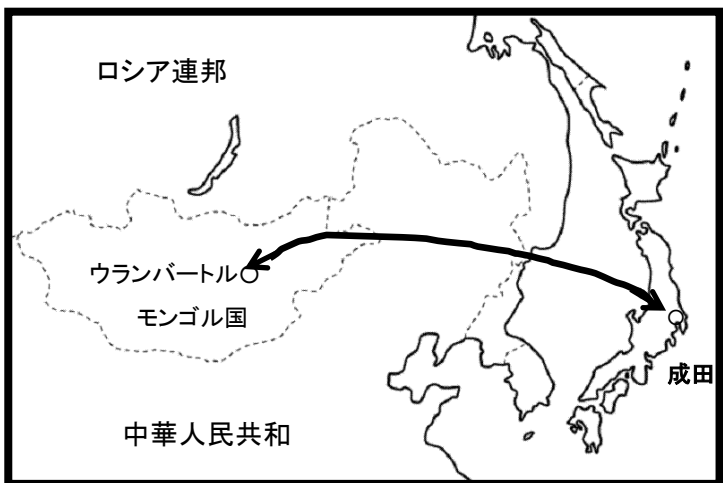 ロシア連邦
ウランバートル
モンゴル国
成田
中華人民共和